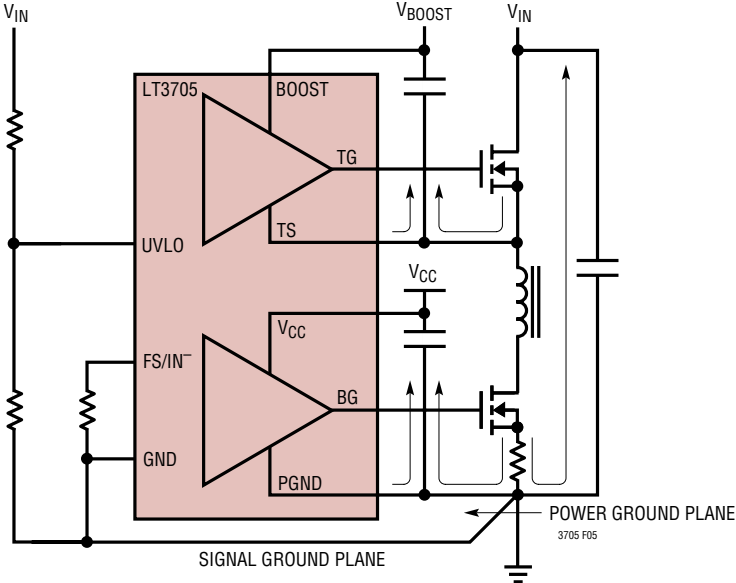 VIN
VBOOST
VIN
LT3705
BOOST
TG
TS
UVLO
VCC
VCC
FS/IN–
BG
GND
PGND
POWER GROUND PLANE
3705 F05
SIGNAL GROUND PLANE